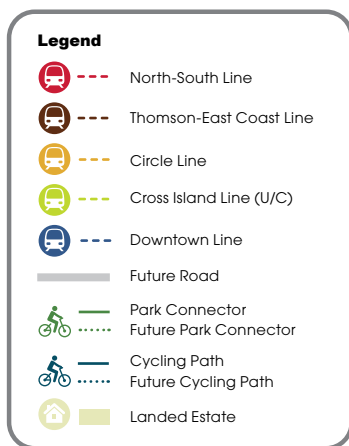 Legend
North-South Line
Thomson-East Coast Line
Circle Line
Cross Island Line (U/C)
Downtown Line
Future Road
Park Connector
Future Park Connector
Cycling Path
Future Cycling Path
Landed Estate